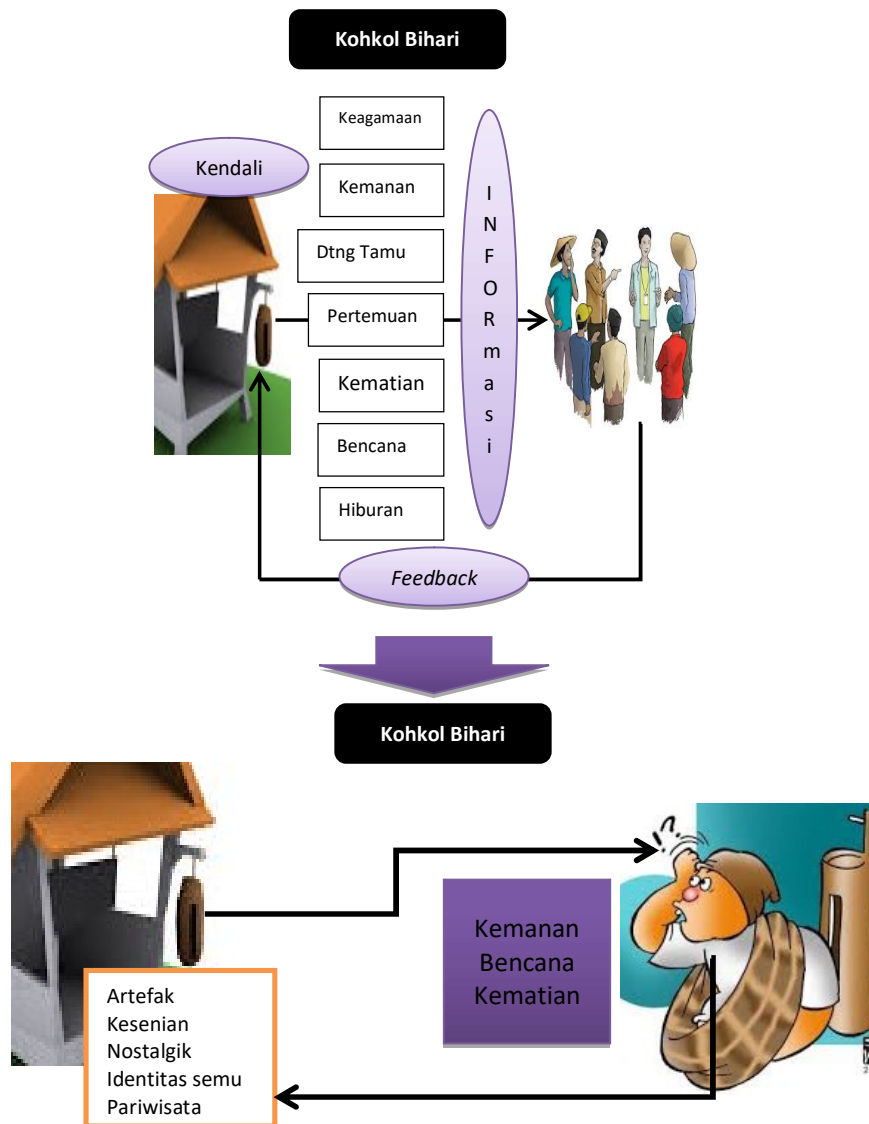 Kohkol Bihari
Keagamaan
Kendali
Kemanan
Dtng Tamu
Pertemuan
Kematian
Bencana
Hiburan
I
N
F
O
R
m
a
s
i
Feedback
Kohkol Bihari
!?
Kemanan
Bencana
Kematian
Artefak
Kesenian
Nostalgik
Identitas semu
Pariwisata